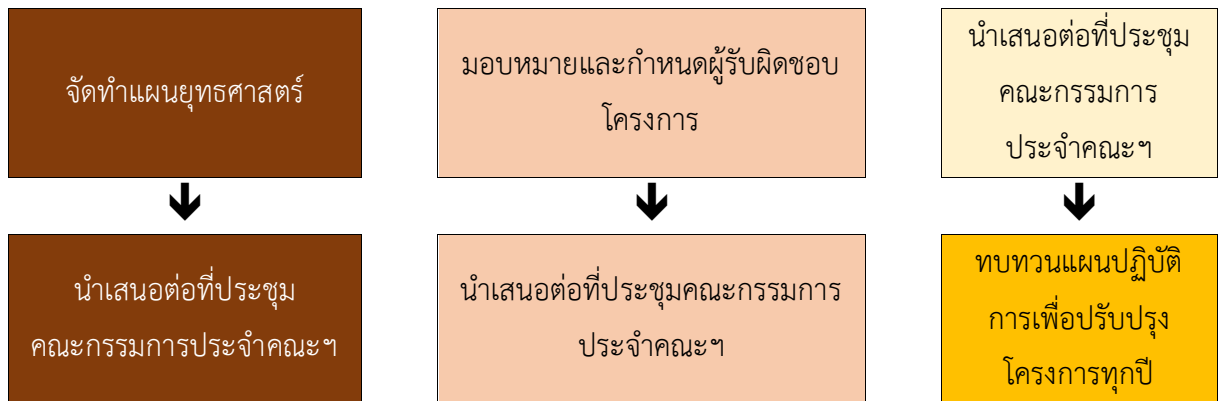 จัดทำแผนยุทธศาสตร์
นำเสนอต่อที่ประชุม
คณะกรรมการประจำคณะฯ
มอบหมายและกำหนดผู้รับผิดชอบ
โครงการ
นำเสนอต่อที่ประชุมคณะกรรมการ
ประจำคณะฯ
นำเสนอต่อที่ประชุม
คณะกรรมการ
ประจำคณะฯ
ทบทวนแผนปฏิบัติ
การเพื่อปรับปรุง
โครงการทุกปี